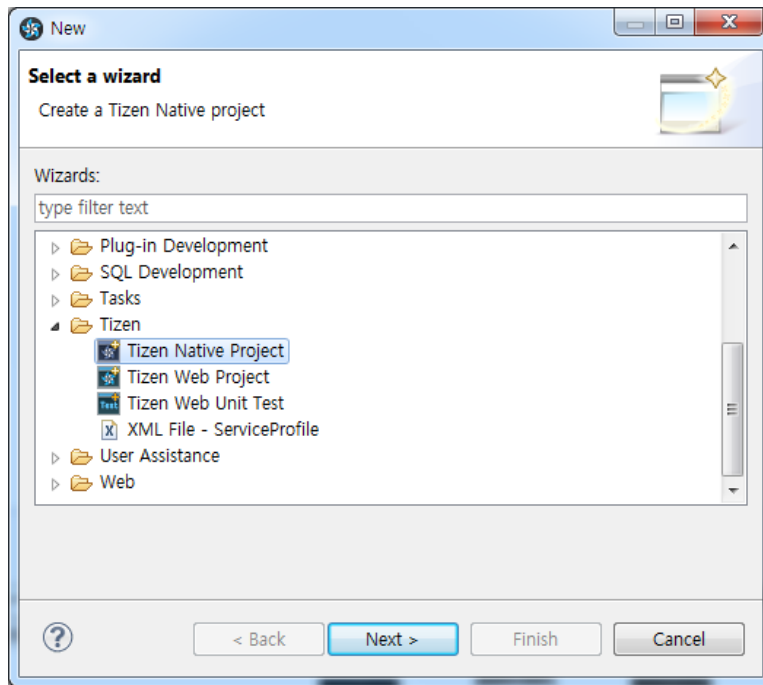 New
Select a wizard
Create a Tizen Native project
Wizards:
type filter text
Plug-in Development
SQL Development
Tasks
Tizen
Tizen Native Project
Tizen Web Project
Tizen Web Unit Test
XML File - ServiceProfile
User Assistance
Web
< Back Next > Finish Cancel